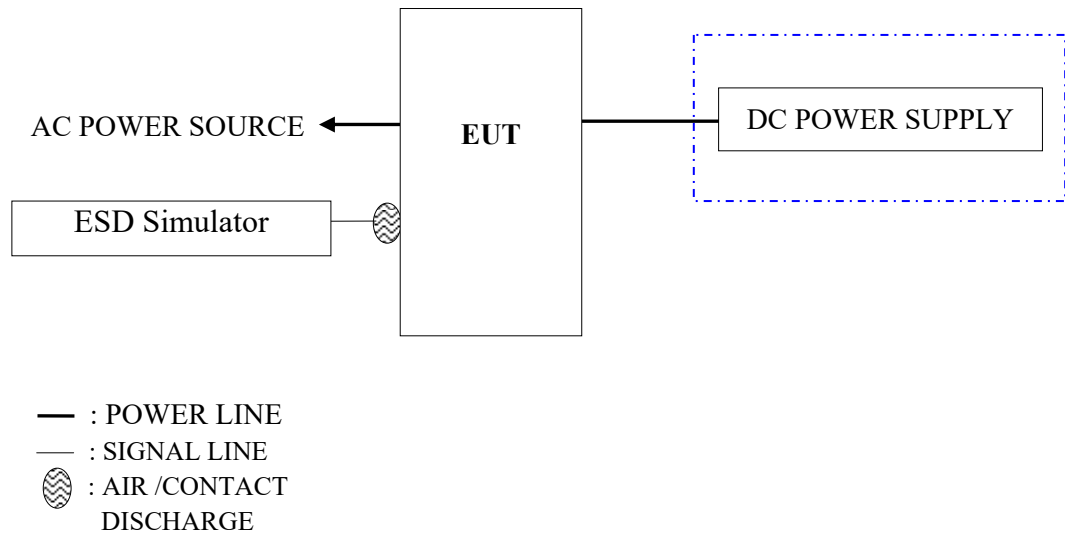 EUT
DC POWER SUPPLY
AC POWER SOURCE
ESD Simulator
: POWER LINE
: SIGNAL LINE
: AIR /CONTACT
DISCHARGE